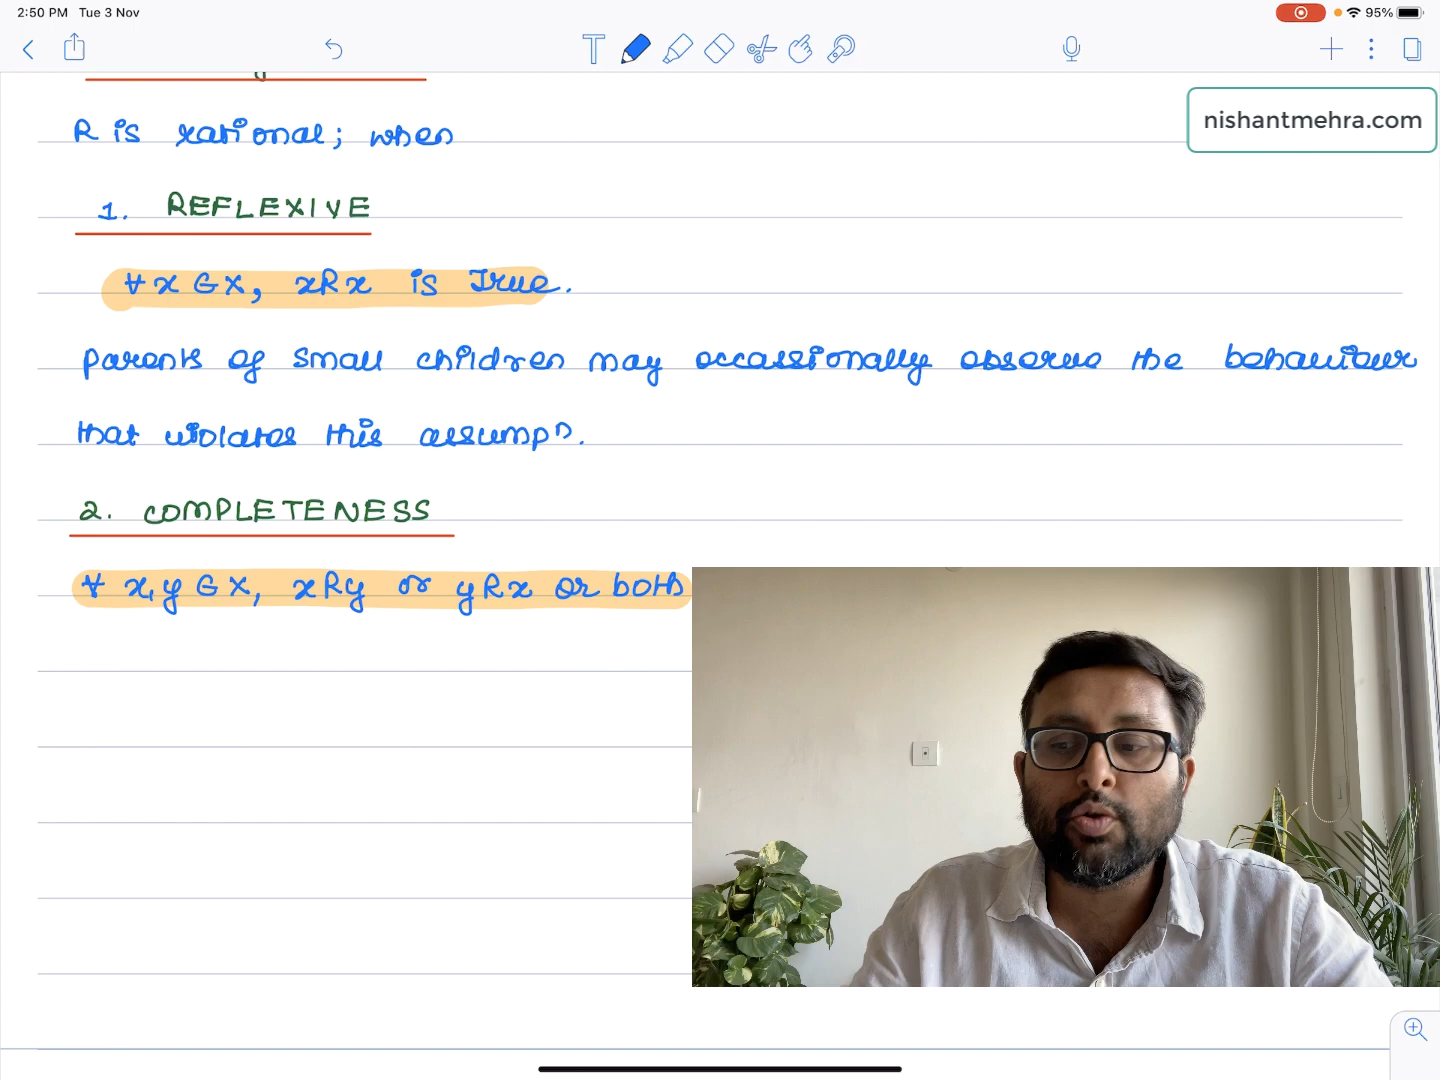 2:50 PM Tue 3 Nov
95%
nishantmehra.com
R is rational; when
1. REFLEXIVE
∀ x ∈ X, xRx is True.
Parents of small children may occassionally observe the behaviour
that violates this assumpⁿ.
2. COMPLETENESS
∀ x,y ∈ X, xRy or yRx or both